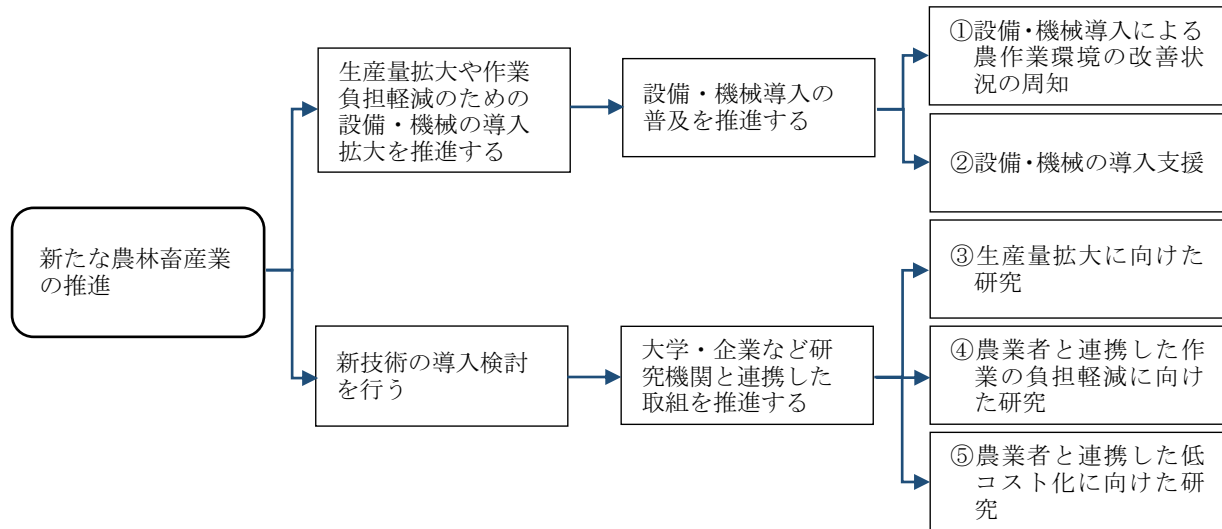 新たな農林畜産業
の推進
生産量拡大や作業
負担軽減のための
設備・機械の導入
拡大を推進する
設備・機械導入の
普及を推進する
①設備・機械導入による
農作業環境の改善状
況の周知
②設備・機械の導入支援
新技術の導入検討
を行う
大学・企業など研
究機関と連携した
取組を推進する
③生産量拡大に向けた
研究
④農業者と連携した作
業の負担軽減に向け
た研究
⑤農業者と連携した低
コスト化に向けた研
究